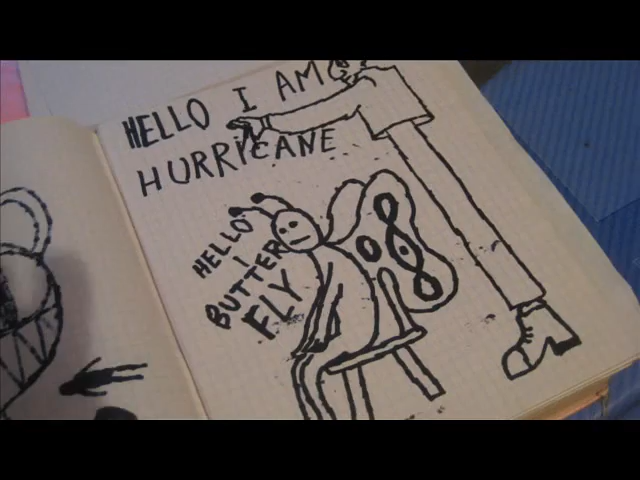 HELLO I AM
HURRICANE
HELLO
I
BUTTER
FLY